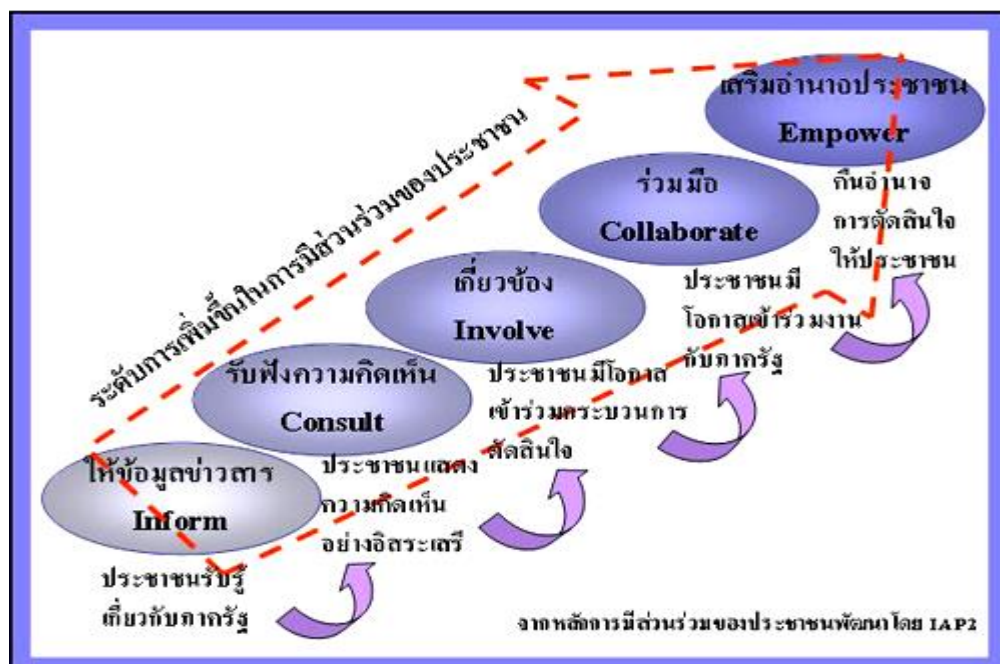 ระดับการเพิ่มขึ้นในการมีส่วนร่วมของประชาชน
เสริมอำนาจประชาชน
Empower
คืนอำนาจ
การตัดสินใจ
ให้ประชาชน
ร่วมมือ
Collaborate
ประชาชนมี
โอกาสเข้าร่วมงาน
กับภาครัฐ
เกี่ยวข้อง
Involve
ประชาชนมีโอกาส
เข้าร่วมกระบวนการ
ตัดสินใจ
รับฟังความคิดเห็น
Consult
ประชาชนแสดง
ความคิดเห็น
อย่างอิสระเสรี
ให้ข้อมูลข่าวสาร
Inform
ประชาชนรับรู้
เกี่ยวกับภาครัฐ
จากหลักการมีส่วนร่วมของประชาชนพัฒนาโดย IAP2